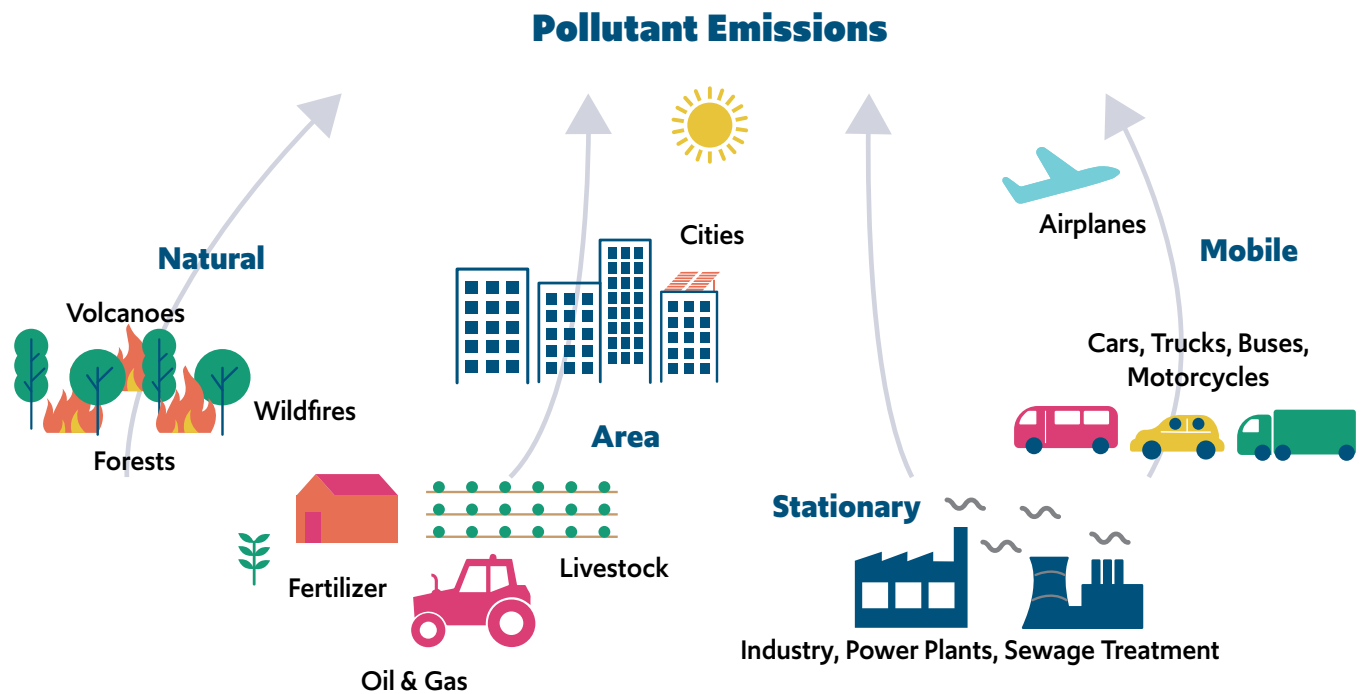 Pollutant Emissions
Natural
Volcanoes
Wildfires
Forests
Cities
Area
Fertilizer
Livestock
Oil & Gas
Stationary
Industry, Power Plants, Sewage Treatment
Airplanes
Mobile
Cars, Trucks, Buses,
Motorcycles